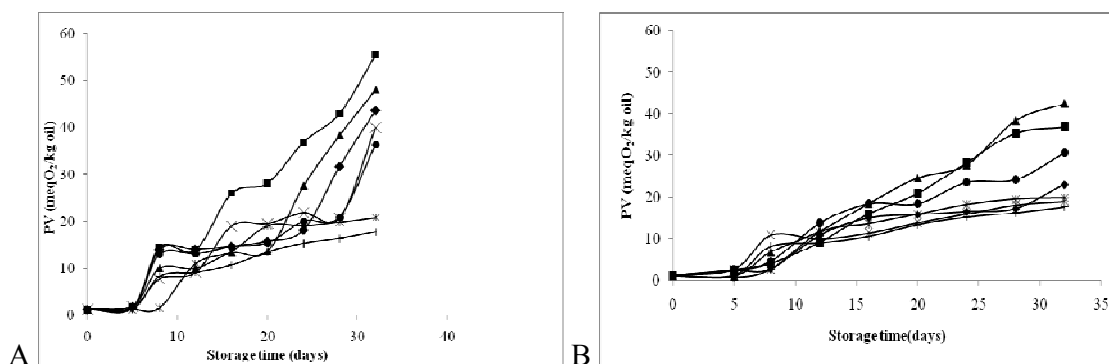 60
50
40
30
20
10
0
PV (meqO₂/kg oil)
0 10 20 30 40
Storage time (days)
A
60
50
40
30
20
10
0
PV (meqO₂/kg oil)
0 5 10 15 20 25 30 35
Storage time(days)
B